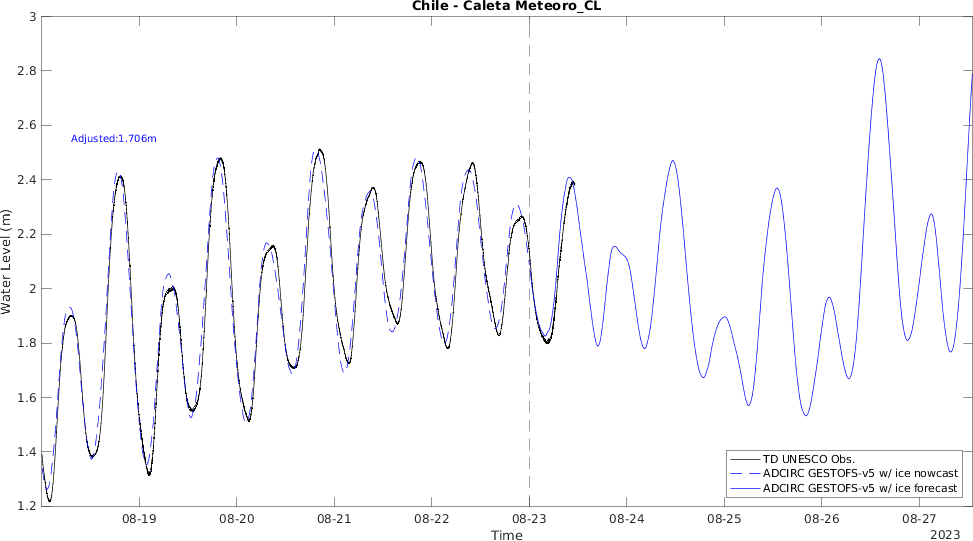 Chile - Caleta Meteoro_CL
3
2.8
2.6
2.4
2.2
2
1.8
1.6
1.4
1.2
Water Level (m)
Adjusted:1.706m
TD UNESCO Obs.
ADCIRC GESTOFS-v5 w/ ice nowcast
ADCIRC GESTOFS-v5 w/ ice forecast
08-19 08-20 08-21 08-22 08-23 08-24 08-25 08-26 08-27
Time
2023